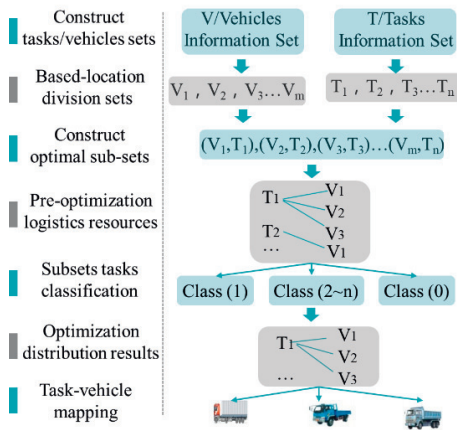 Construct
tasks/vehicles sets
V/Vehicles
Information Set
T/Tasks
Information Set
Based-location
division sets
V1 , V2 , V3…Vm
T1 , T2 , T3…Tn
Construct
optimal sub-sets
(V1,T1),(V2,T2),(V3,T3)…(Vm,Tn)
Pre-optimization
logistics resources
T1
V1
V2
V3
T2
V1
…
Subsets tasks
classification
Class (1)
Class (2~n)
Class (0)
Optimization
distribution results
T1
V1
V2
V3
…
Task-vehicle
mapping